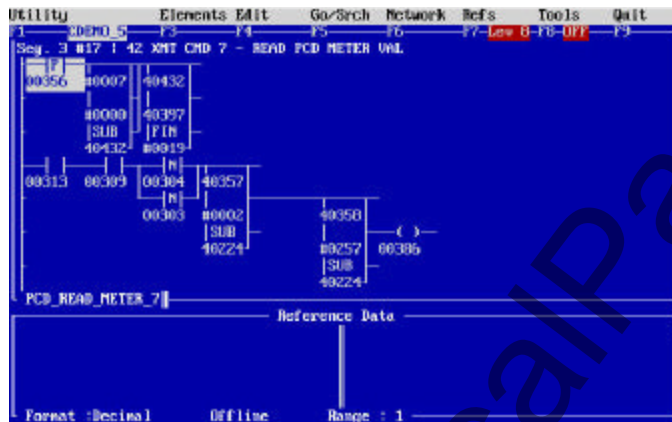 Utility Elements Edit Go/Srch Network Refs Tools Quit
F1 CDEMO_5 F3 F4 F5 F6 F7-Lev 8-F8-OFF F9
Seg. 3 #17 | 42 XMT CMD 7 - READ PCD METER VAL
P
00356 #0007 40432
#0000 40397
SUB FIN
40432 #0019
N
00313 00309 00304 40357
N
00303 #0002 40358
SUB ( )
40224 #0257 00386
SUB
40224
PCD_READ_METER_7
Reference Data
Format :Decimal Offline Range : 1